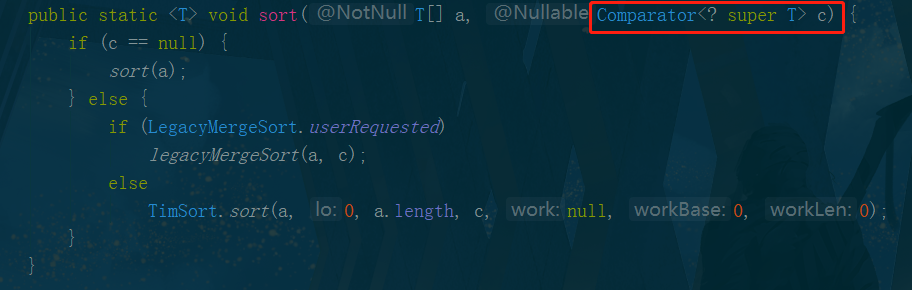 public static <T> void sort( @NotNull T[] a, @Nullable Comparator<? super T> c) {
    if (c == null) {
        sort(a);
    } else {
        if (LegacyMergeSort.userRequested)
            legacyMergeSort(a, c);
        else
            TimSort.sort(a, lo: 0, a.length, c, work: null, workBase: 0, workLen: 0);
    }
}